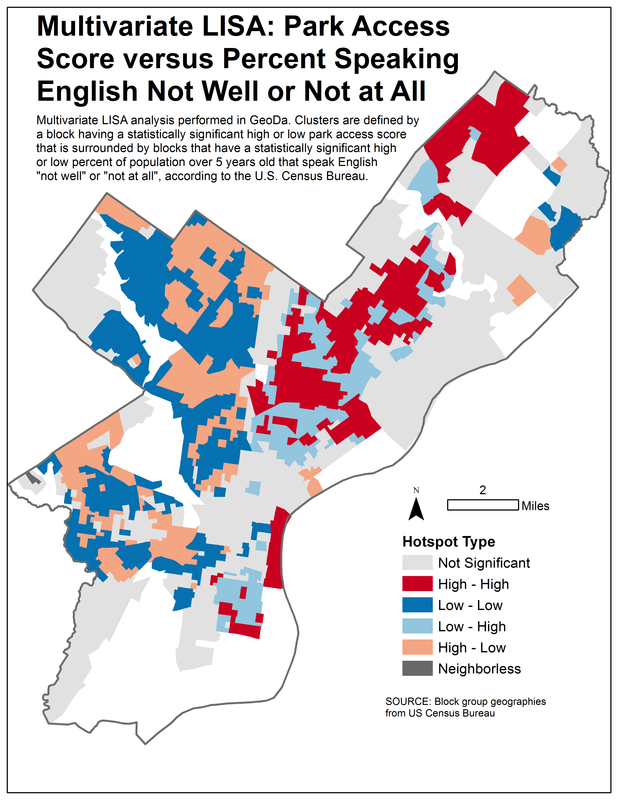 Multivariate LISA: Park Access
Score versus Percent Speaking
English Not Well or Not at All
Multivariate LISA analysis performed in GeoDa. Clusters are defined by
a block having a statistically significant high or low park access score
that is surrounded by blocks that have a statistically significant high
or low percent of population over 5 years old that speak English
"not well" or "not at all", according to the U.S. Census Bureau.
N
2
Miles
Hotspot Type
Not Significant
High - High
Low - Low
Low - High
High - Low
Neighborless
SOURCE: Block group geographies
from US Census Bureau